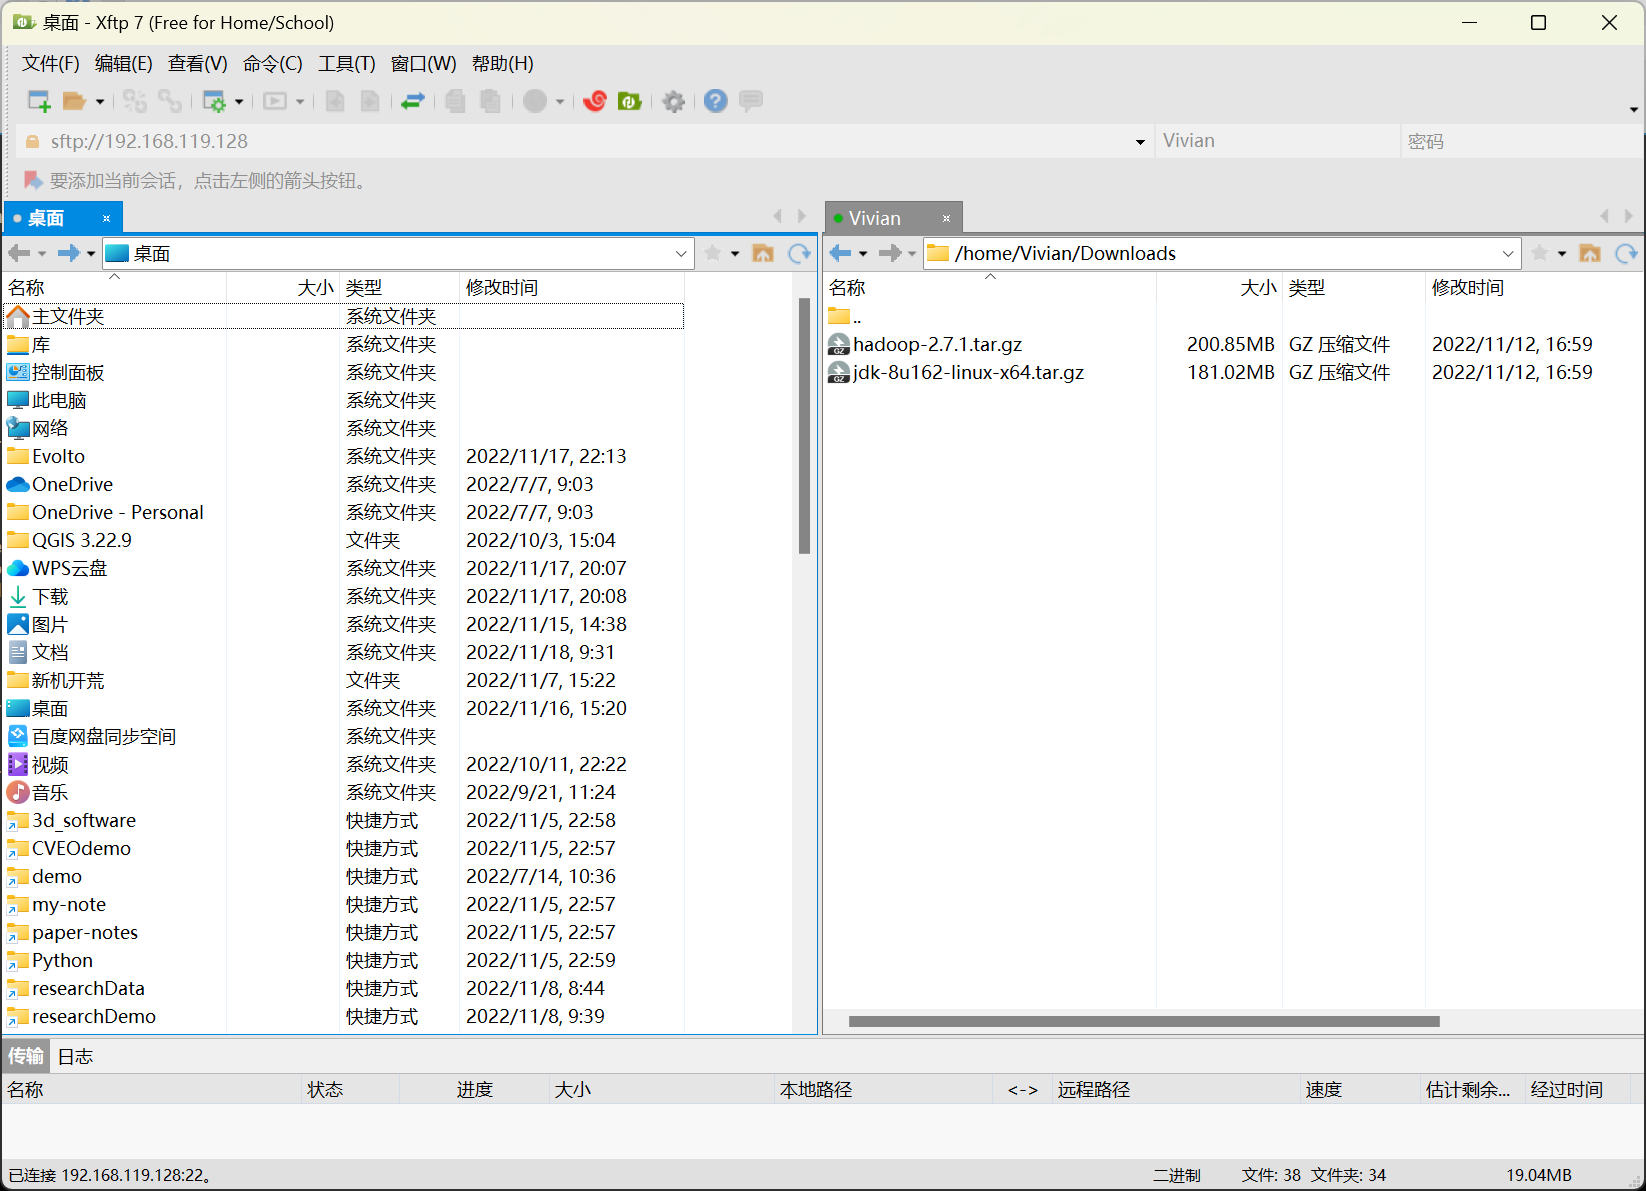 桌面 - Xftp 7 (Free for Home/School)
文件(F) 编辑(E) 查看(V) 命令(C) 工具(T) 窗口(W) 帮助(H)
sftp://192.168.119.128 Vivian 密码
要添加当前会话，点击左侧的箭头按钮。
桌面
桌面
名称 大小 类型 修改时间
主文件夹 系统文件夹
库 系统文件夹
控制面板 系统文件夹
此电脑 系统文件夹
网络 系统文件夹
Evolto 系统文件夹 2022/11/17, 22:13
OneDrive 系统文件夹 2022/7/7, 9:03
OneDrive - Personal 系统文件夹 2022/7/7, 9:03
QGIS 3.22.9 文件夹 2022/10/3, 15:04
WPS云盘 系统文件夹 2022/11/17, 20:07
下载 系统文件夹 2022/11/17, 20:08
图片 系统文件夹 2022/11/15, 14:38
文档 系统文件夹 2022/11/18, 9:31
新机开荒 文件夹 2022/11/7, 15:22
桌面 系统文件夹 2022/11/16, 15:20
百度网盘同步空间 系统文件夹
视频 系统文件夹 2022/10/11, 22:22
音乐 系统文件夹 2022/9/21, 11:24
3d_software 快捷方式 2022/11/5, 22:58
CVEOdemo 快捷方式 2022/11/5, 22:57
demo 快捷方式 2022/7/14, 10:36
my-note 快捷方式 2022/11/5, 22:57
paper-notes 快捷方式 2022/11/5, 22:57
Python 快捷方式 2022/11/5, 22:59
researchData 快捷方式 2022/11/8, 8:44
researchDemo 快捷方式 2022/11/8, 9:39
Vivian
/home/Vivian/Downloads
名称 大小 类型 修改时间
..
hadoop-2.7.1.tar.gz 200.85MB GZ 压缩文件 2022/11/12, 16:59
jdk-8u162-linux-x64.tar.gz 181.02MB GZ 压缩文件 2022/11/12, 16:59
传输 日志
名称 状态 进度 大小 本地路径 <-> 远程路径 速度 估计剩余... 经过时间
已连接 192.168.119.128:22。 二进制 文件: 38 文件夹: 34 19.04MB